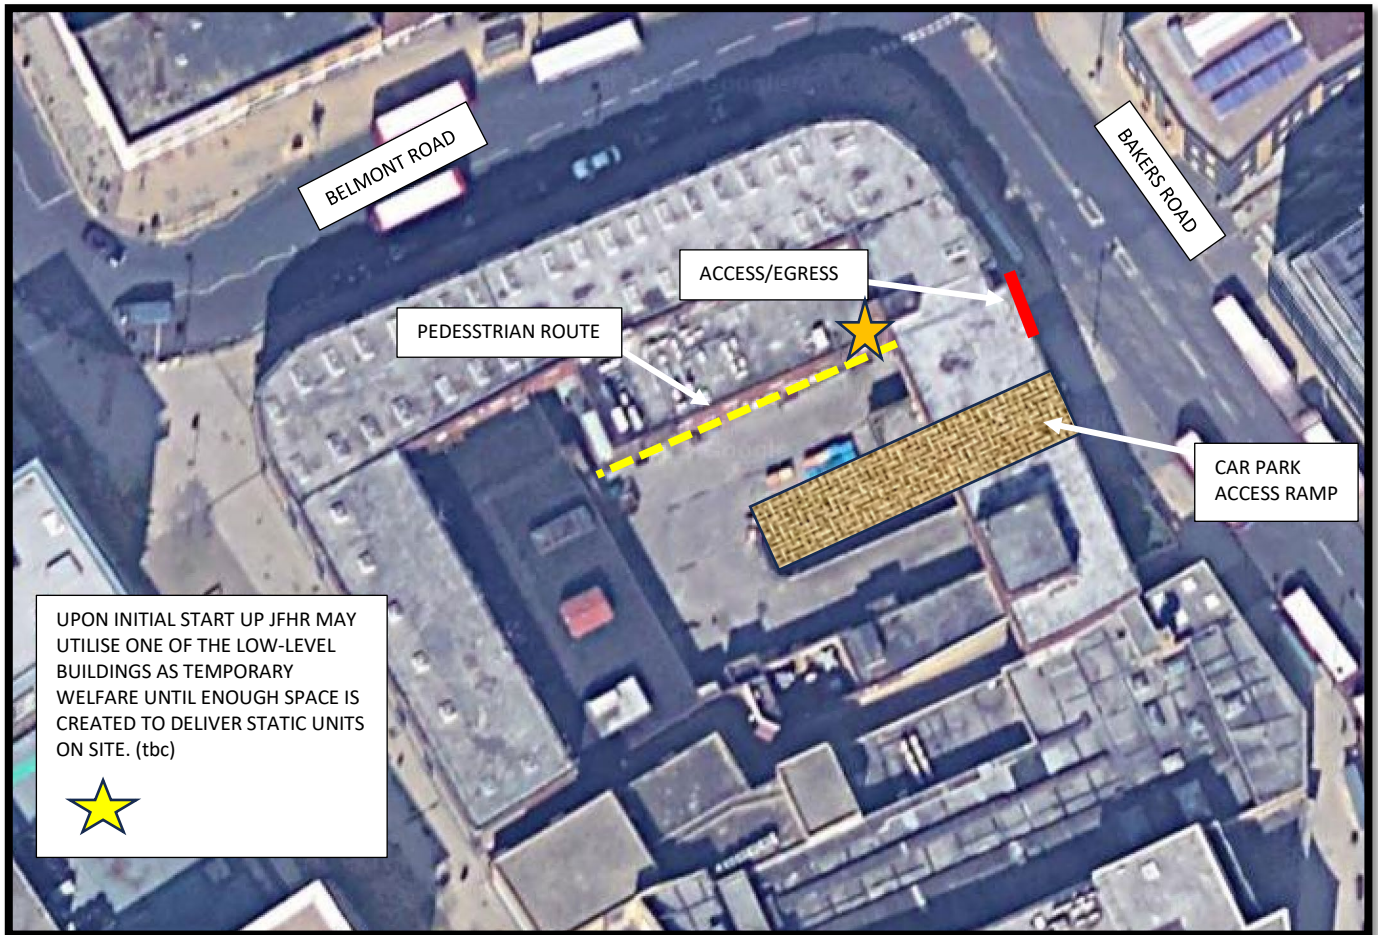 BELMONT ROAD
BAKERS ROAD
ACCESS/EGRESS
PEDESSTRIAN ROUTE
CAR PARK
ACCESS RAMP
UPON INITIAL START UP JFHR MAY
UTILISE ONE OF THE LOW-LEVEL
BUILDINGS AS TEMPORARY
WELFARE UNTIL ENOUGH SPACE IS
CREATED TO DELIVER STATIC UNITS
ON SITE. (tbc)